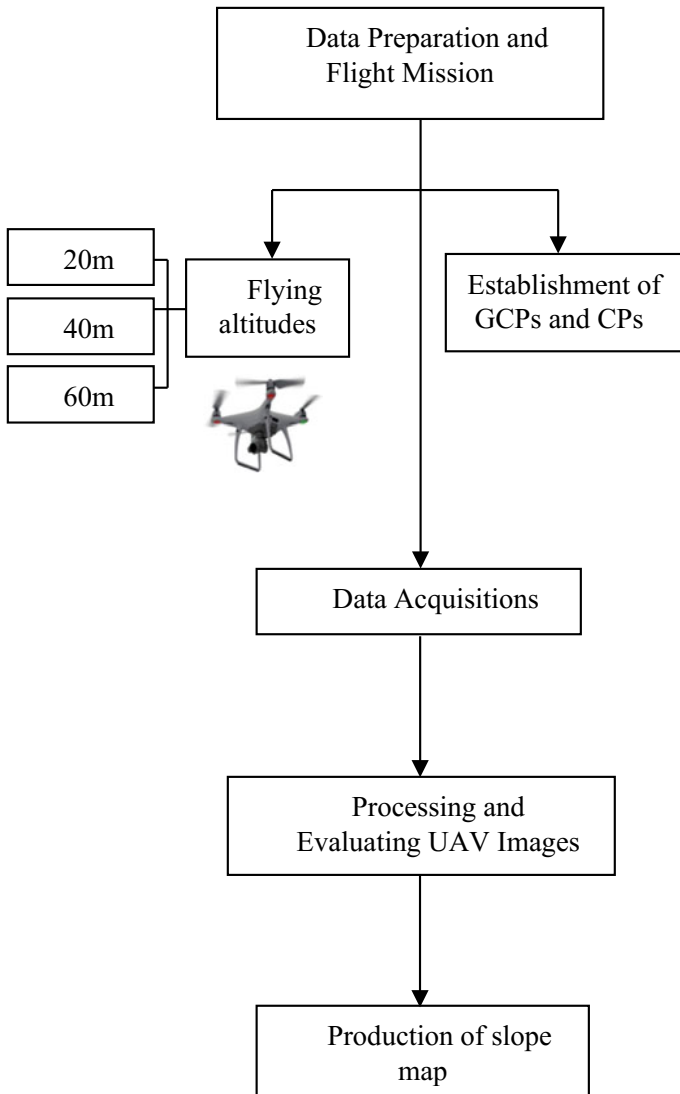 Data Preparation and
Flight Mission
20m
40m
60m
Flying
altitudes
Establishment of
GCPs and CPs
Data Acquisitions
Processing and
Evaluating UAV Images
Production of slope
map